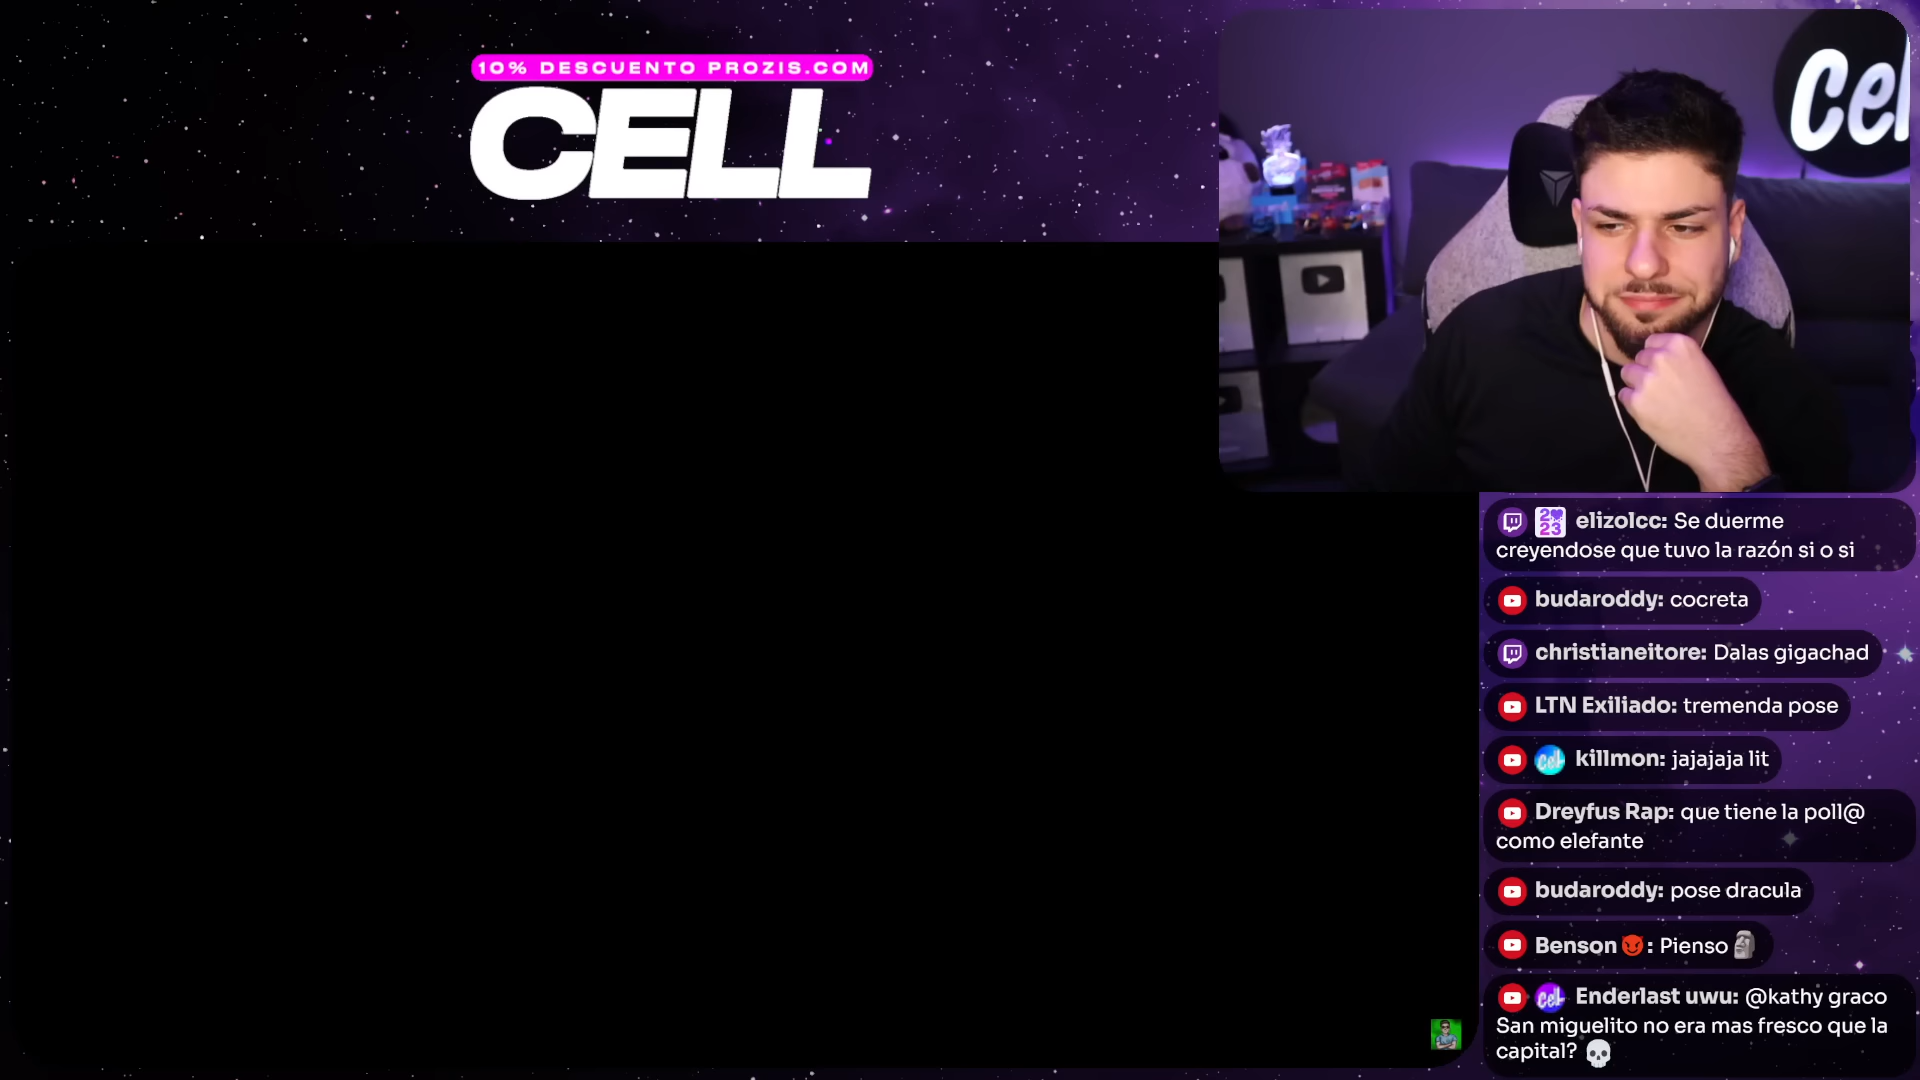 10% DESCUENTO PROZIS.COM
CELL
Cel
elizolcc: Se duerme
creyendose que tuvo la razón si o si
budaroddy: cocreta
christianeitore: Dalas gigachad
LTN Exiliado: tremenda pose
killmon: jajajaja lit
Dreyfus Rap: que tiene la poll@
como elefante
budaroddy: pose dracula
Benson😈: Pienso🗿
Enderlast uwu: @kathy graco
San miguelito no era mas fresco que la
capital? 💀